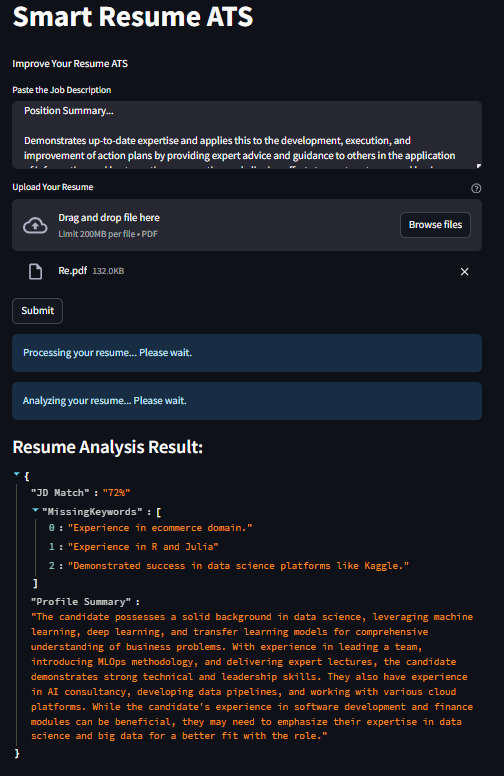 Smart Resume ATS
Improve Your Resume ATS
Paste the Job Description
Position Summary...
Demonstrates up-to-date expertise and applies this to the development, execution, and
improvement of action plans by providing expert advice and guidance to others in the application
Upload Your Resume
Drag and drop file here
Limit 200MB per file • PDF
Browse files
Re.pdf 132.0KB
Submit
Processing your resume... Please wait.
Analyzing your resume... Please wait.
Resume Analysis Result:
{
"JD Match" : "72%"
"MissingKeywords" : [
0 : "Experience in ecommerce domain."
1 : "Experience in R and Julia"
2 : "Demonstrated success in data science platforms like Kaggle."
]
"Profile Summary" :
"The candidate possesses a solid background in data science, leveraging machine
learning, deep learning, and transfer learning models for comprehensive
understanding of business problems. With experience in leading a team,
introducing MLOps methodology, and delivering expert lectures, the candidate
demonstrates strong technical and leadership skills. They also have experience
in AI consultancy, developing data pipelines, and working with various cloud
platforms. While the candidate's experience in software development and finance
modules can be beneficial, they may need to emphasize their expertise in data
science and big data for a better fit with the role."
}